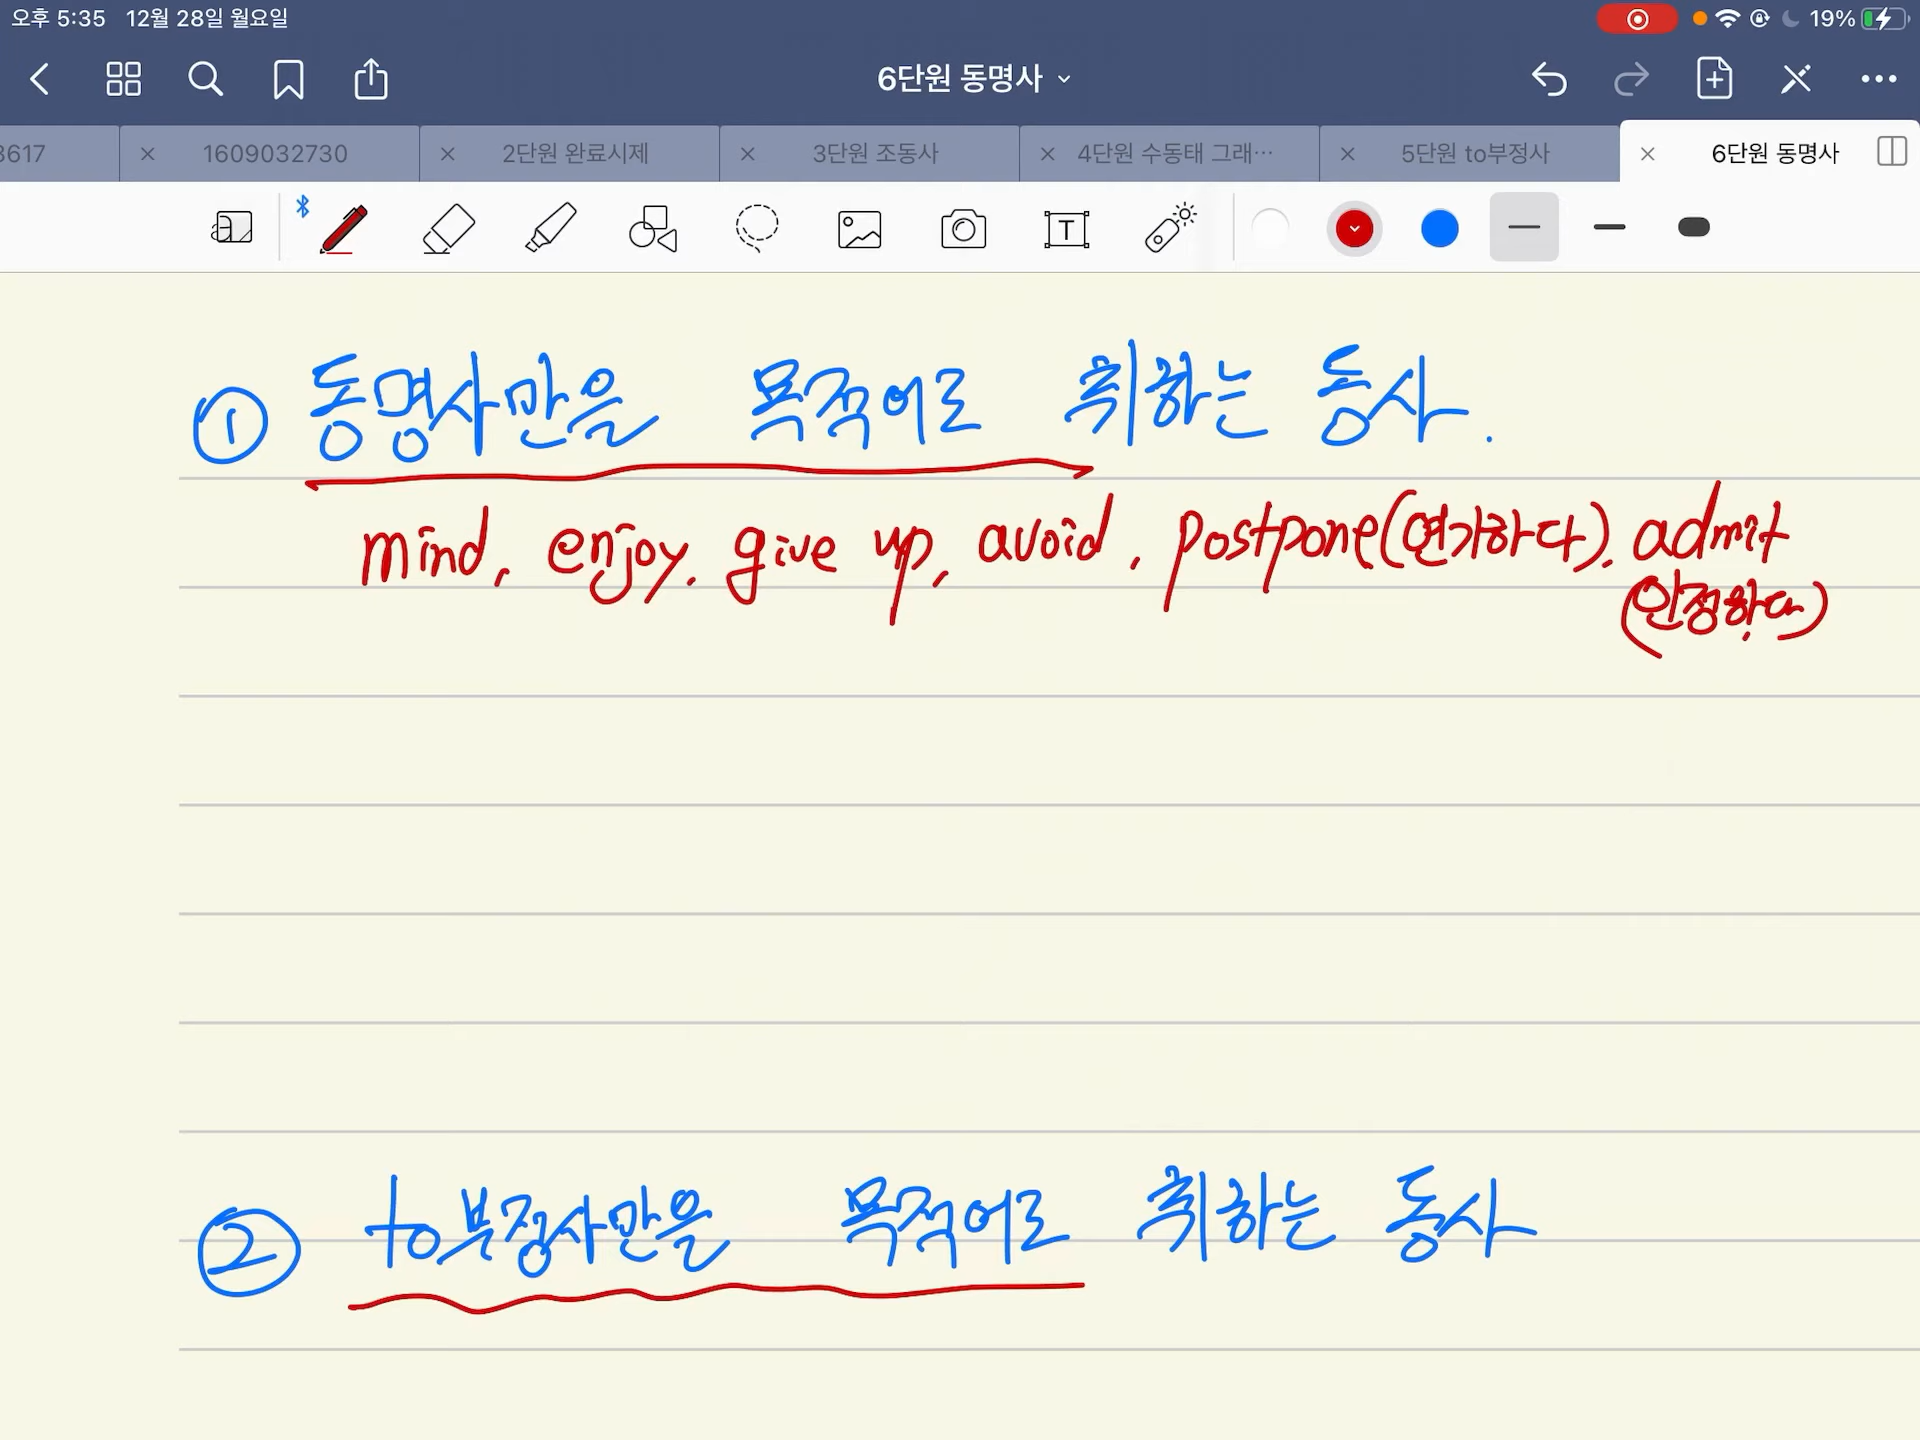 오후 5:35 12월 28일 월요일 19%
6단원 동명사
3617 1609032730 2단원 완료시제 3단원 조동사 4단원 수동태 그래… 5단원 to부정사 6단원 동명사
① 동명사만을 목적어로 취하는 동사.
mind, enjoy, give up, avoid, postpone(연기하다), admit
(인정하다)
② to부정사만을 목적어로 취하는 동사